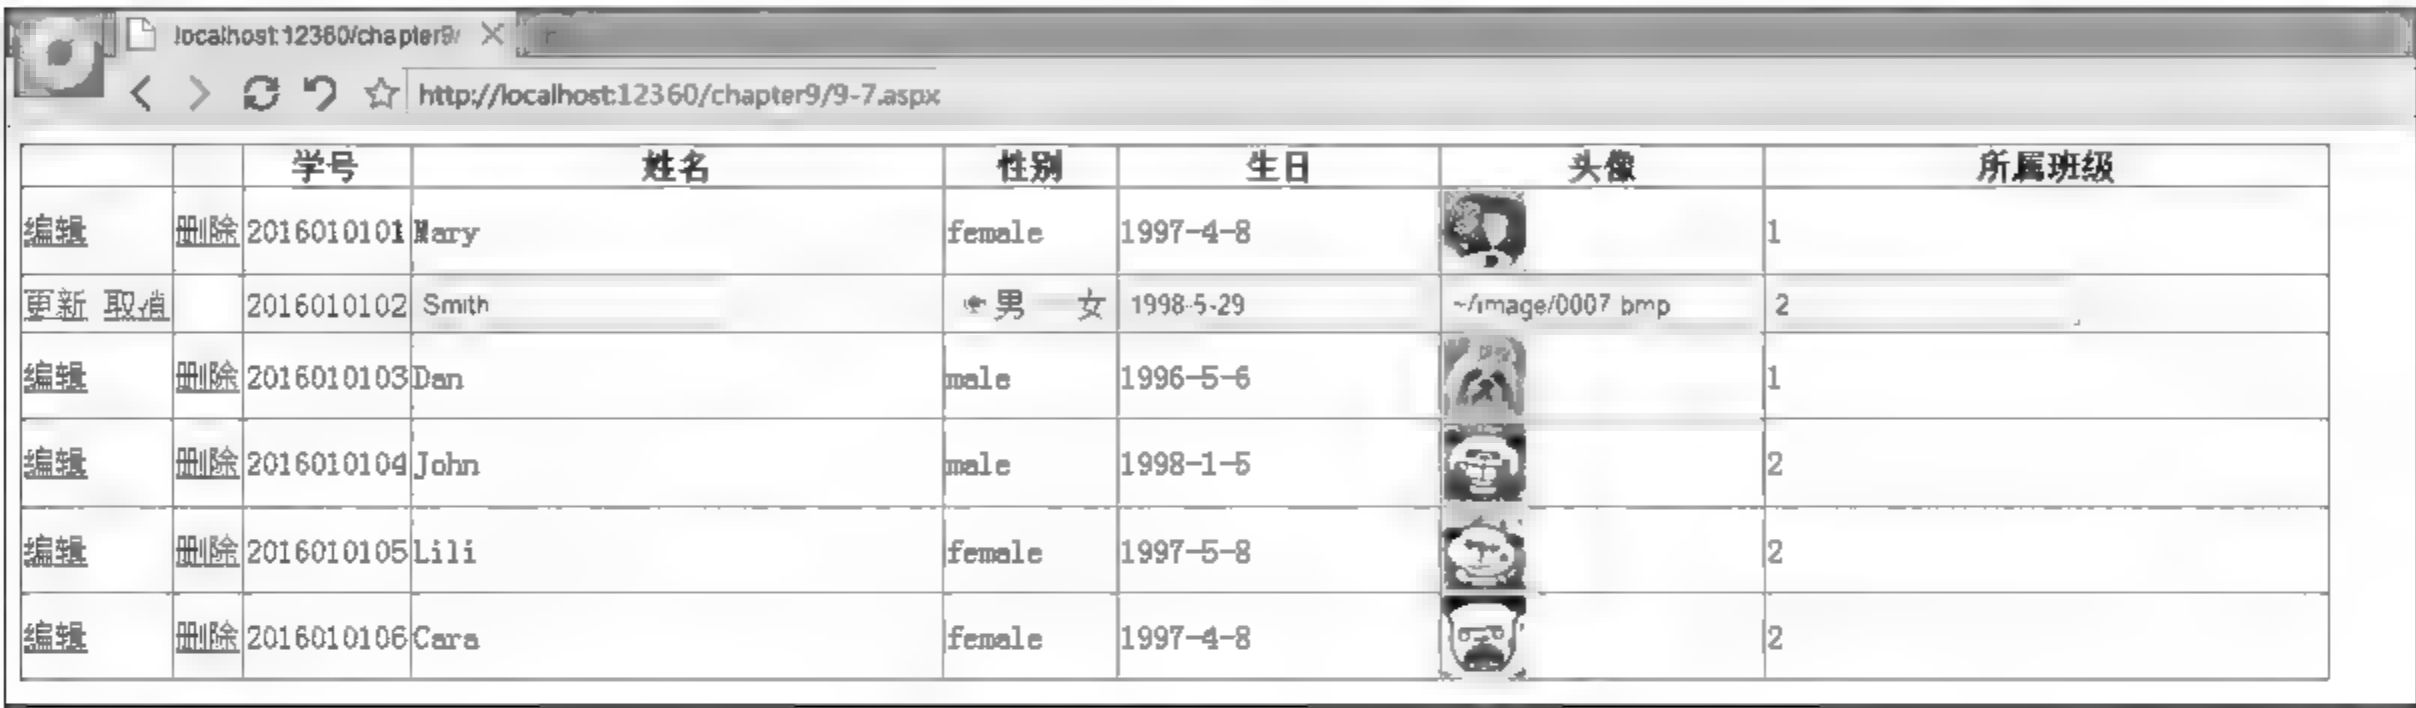 localhost:12360/chapter9/
http://localhost:12360/chapter9/9-7.aspx
学号 姓名 性别 生日 头像 所属班级
编辑 删除 2016010101 Mary female 1997-4-8 1
更新 取消 2016010102 Smith 男 女 1998-5-29 ~/image/0007.bmp 2
编辑 删除 2016010103 Dan male 1996-5-6 1
编辑 删除 2016010104 John male 1998-1-5 2
编辑 删除 2016010105 Lili female 1997-5-8 2
编辑 删除 2016010106 Cara female 1997-4-8 2